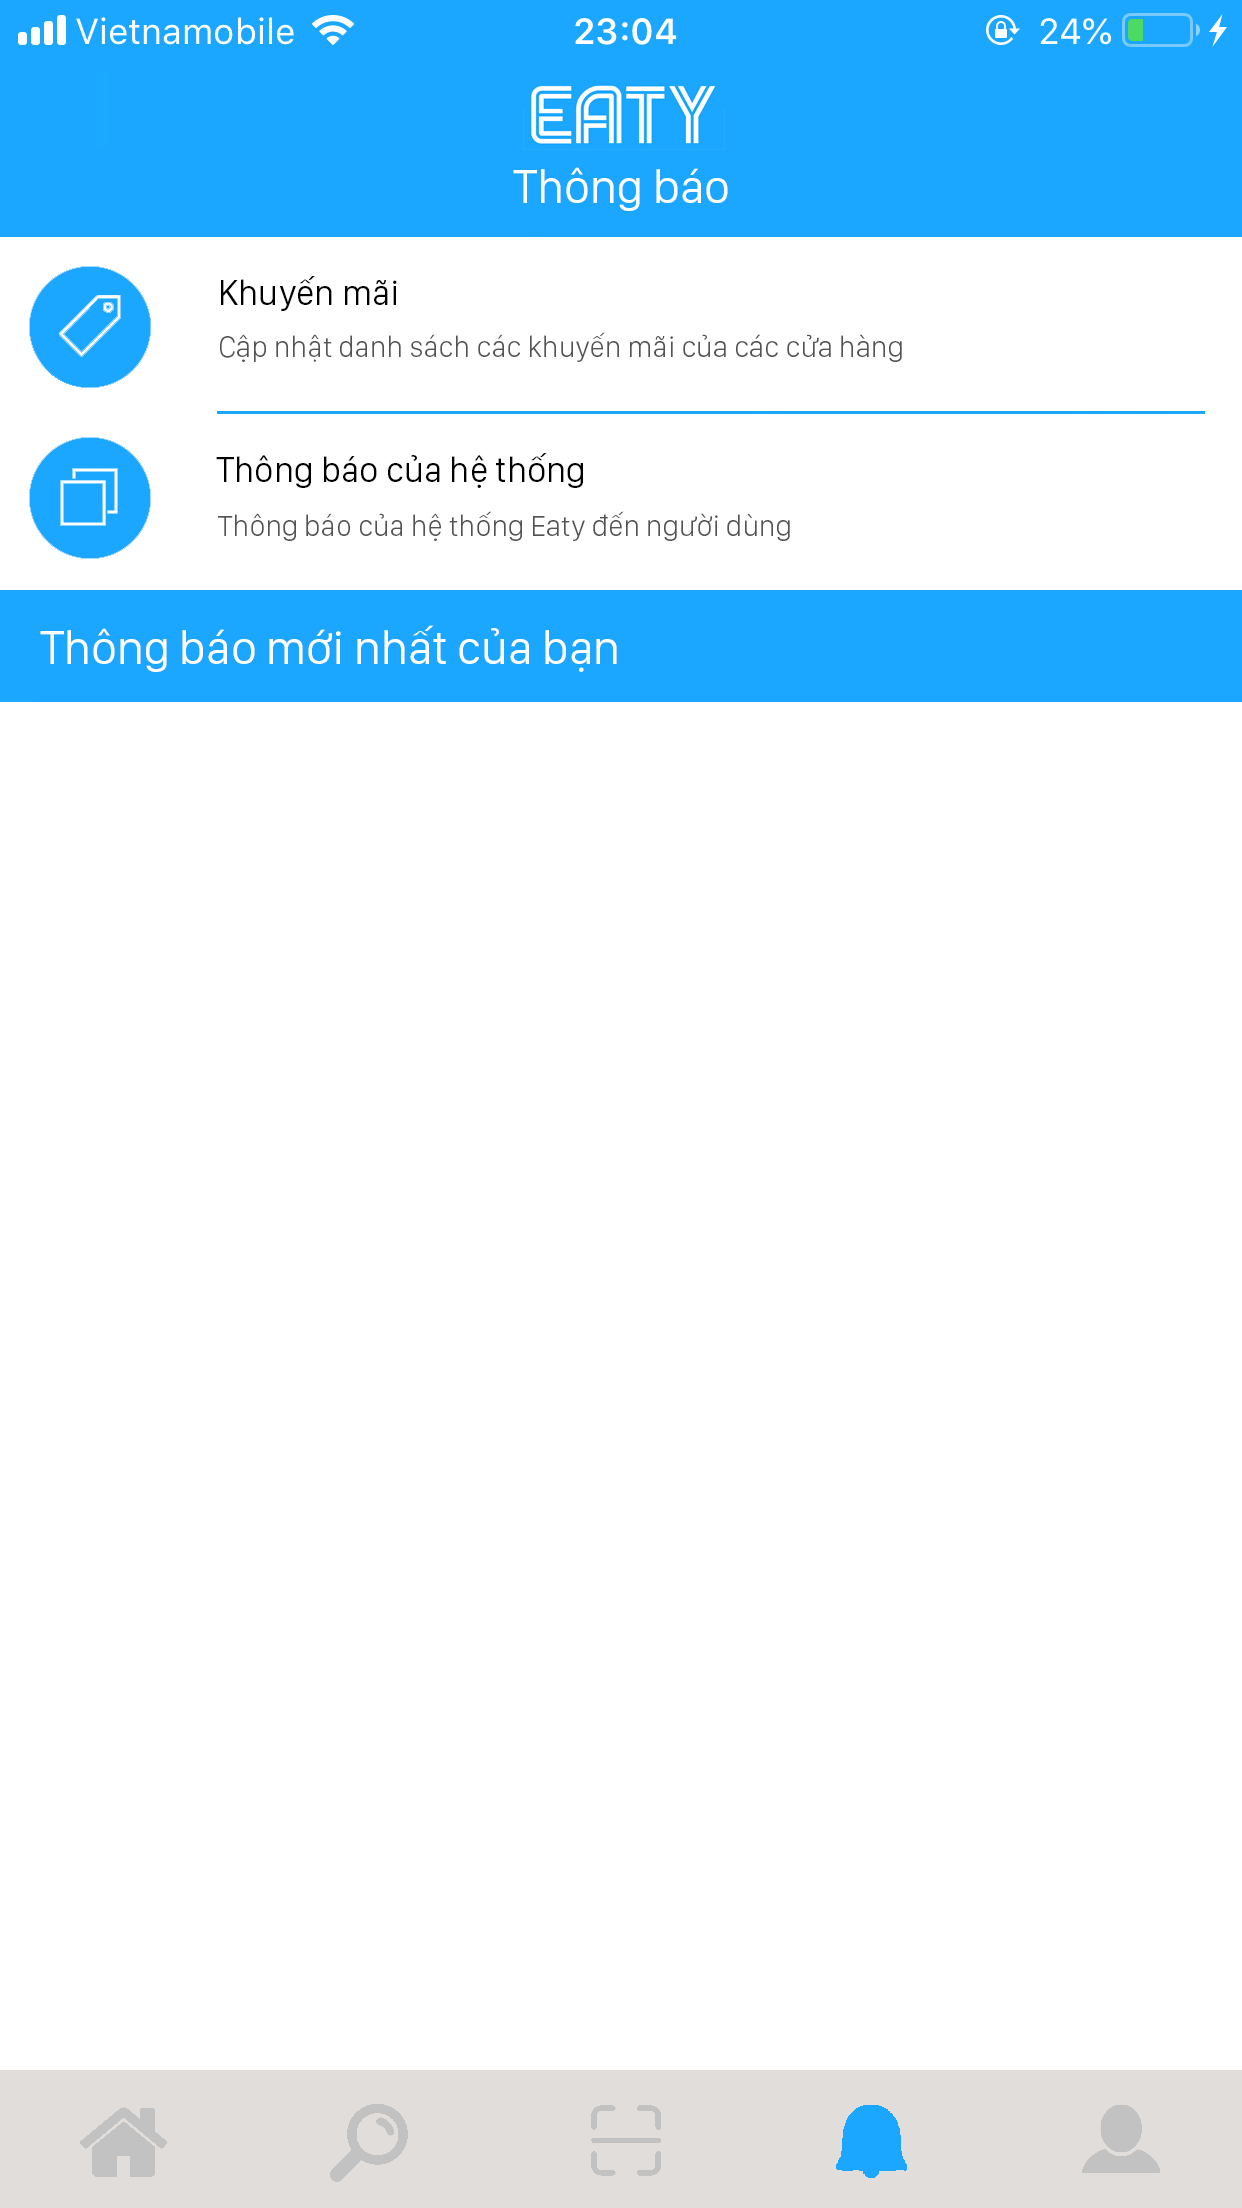 Vietnamobile 23:04 24%
EATY
Thông báo
Khuyến mãi
Cập nhật danh sách các khuyến mãi của các cửa hàng
Thông báo của hệ thống
Thông báo của hệ thống Eaty đến người dùng
Thông báo mới nhất của bạn